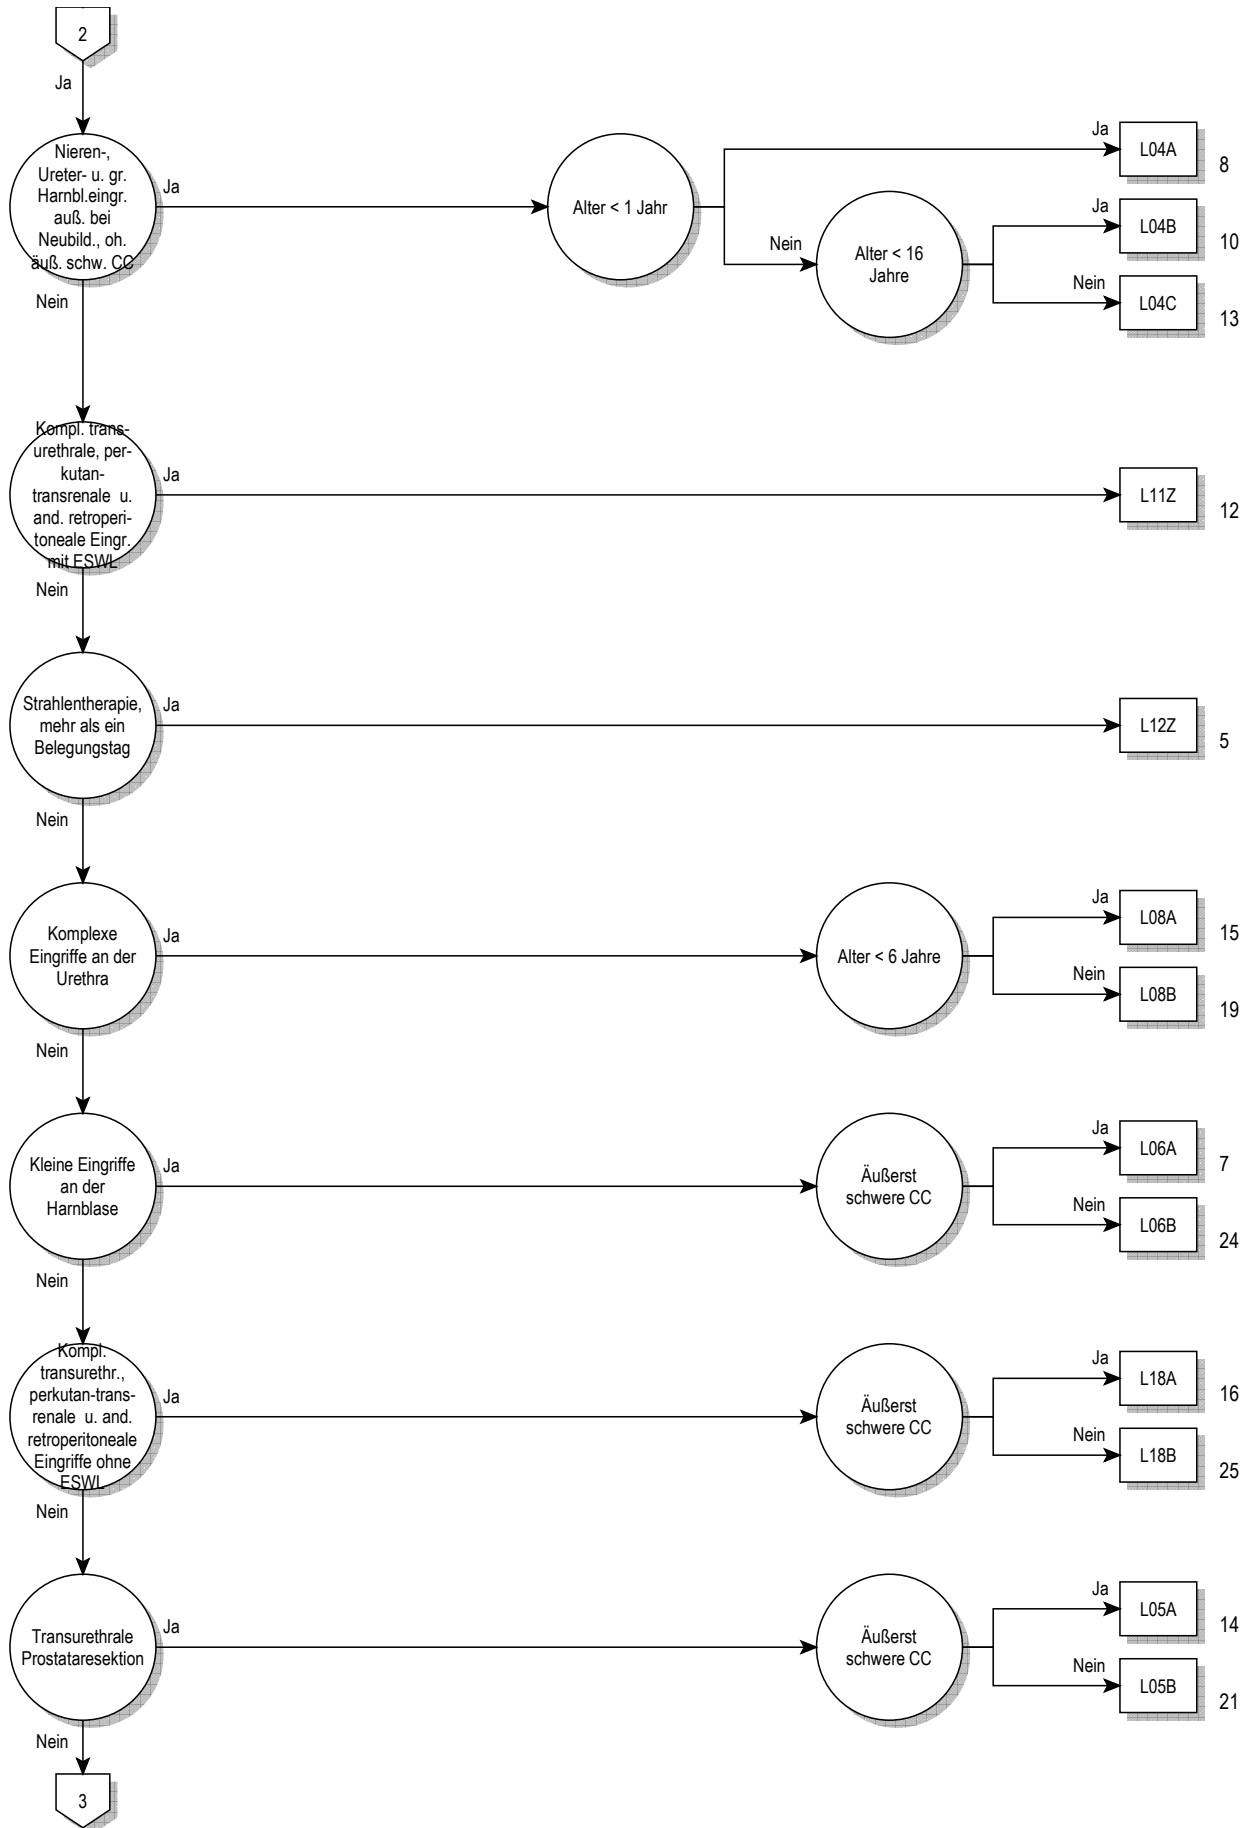 2
Ja
Nieren-,
Ureter- u. gr.
Harnbl.eingr.
auß. bei
Neubild., oh.
äuß. schw. CC
Ja
Alter < 1 Jahr
Ja
L04A
8
Nein
Alter < 16
Jahre
Ja
L04B
10
Nein
L04C
13
Nein
Kompl. trans-
urethrale, per-
kutan-
transrenale u.
and. retroperi-
toneale Eingr.
mit ESWL
Ja
L11Z
12
Nein
Strahlentherapie,
mehr als ein
Belegungstag
Ja
L12Z
5
Nein
Komplexe
Eingriffe an der
Urethra
Ja
Alter < 6 Jahre
Ja
L08A
15
Nein
L08B
19
Nein
Kleine Eingriffe
an der
Harnblase
Ja
Äußerst
schwere CC
Ja
L06A
7
Nein
L06B
24
Nein
Kompl.
transurethr.,
perkutan-trans-
renale u. and.
retroperitoneale
Eingriffe ohne
ESWL
Ja
Äußerst
schwere CC
Ja
L18A
16
Nein
L18B
25
Nein
Transurethrale
Prostataresektion
Ja
Äußerst
schwere CC
Ja
L05A
14
Nein
L05B
21
Nein
3